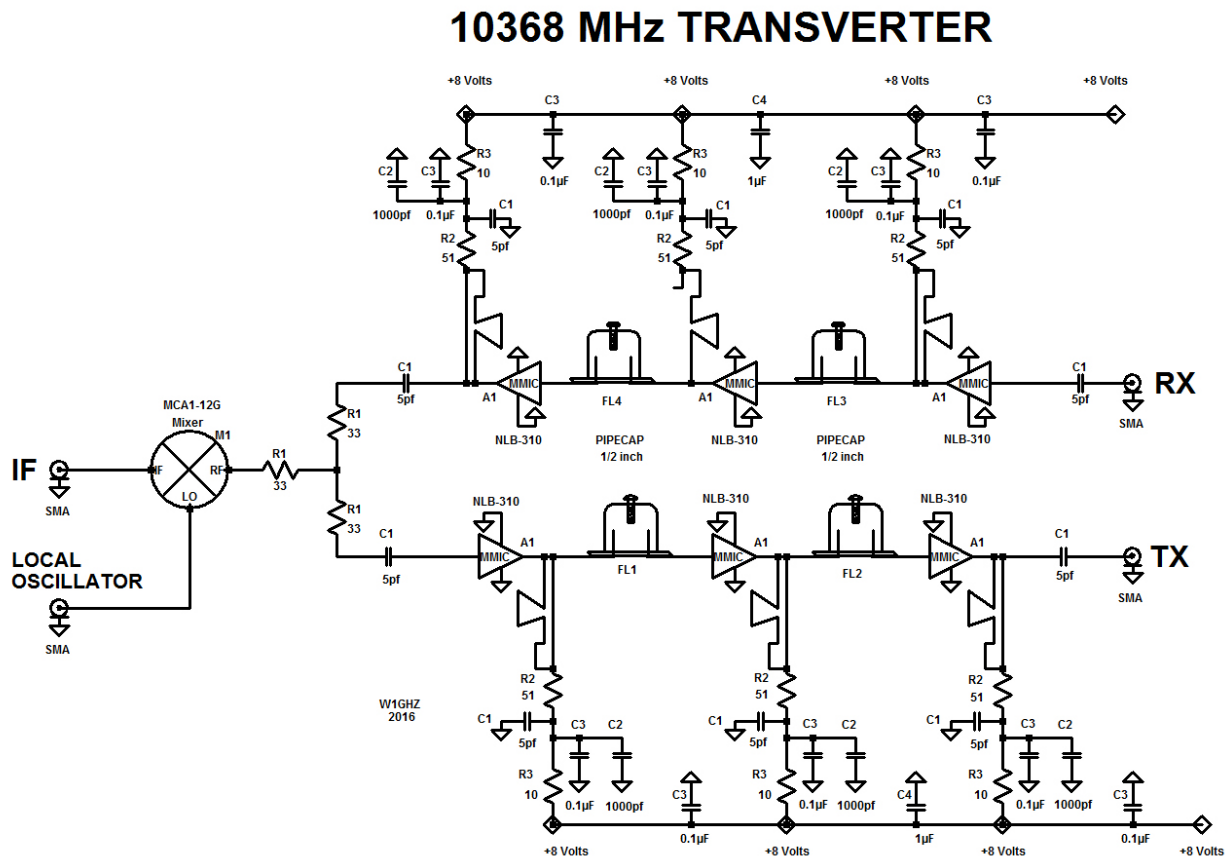 10368 MHz TRANSVERTER
+8 Volts
+8 Volts
+8 Volts
+8 Volts
C3
C4
C3
R3
10
C2
C3
0.1µF
R3
10
C2
C3
1µF
R3
10
C2
C3
0.1µF
1000pf
0.1µF
C1
5pf
1000pf
0.1µF
C1
5pf
1000pf
0.1µF
C1
5pf
R2
51
R2
51
R2
51
C1
5pf
A1
MMIC
NLB-310
FL4
PIPECAP
1/2 inch
A1
MMIC
NLB-310
FL3
PIPECAP
1/2 inch
A1
MMIC
NLB-310
C1
5pf
SMA
RX
MCA1-12G
Mixer
M1
IF
RF
LO
R1
33
R1
33
R1
33
IF
SMA
LOCAL
OSCILLATOR
SMA
C1
5pf
NLB-310
MMIC
A1
FL1
NLB-310
MMIC
A1
FL2
NLB-310
MMIC
A1
C1
5pf
SMA
TX
W1GHZ
2016
R2
51
R2
51
R2
51
C1
5pf
C3
C2
C1
5pf
C3
C2
C1
5pf
C3
C2
R3
10
0.1µF
1000pf
C3
0.1µF
R3
10
0.1µF
1000pf
C4
1µF
R3
10
0.1µF
1000pf
C3
0.1µF
+8 Volts
+8 Volts
+8 Volts
+8 Volts